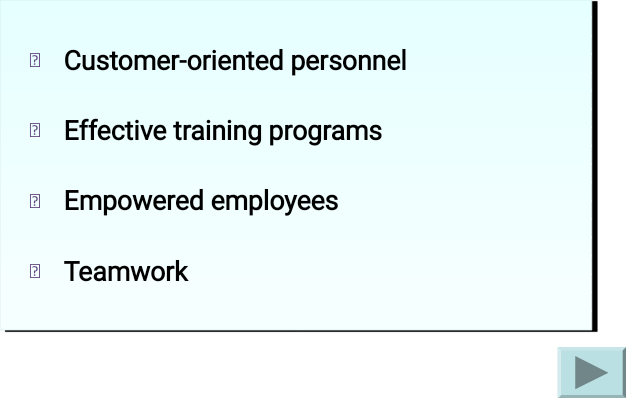 Customer-oriented personnel
Effective training programs
Empowered employees
Teamwork